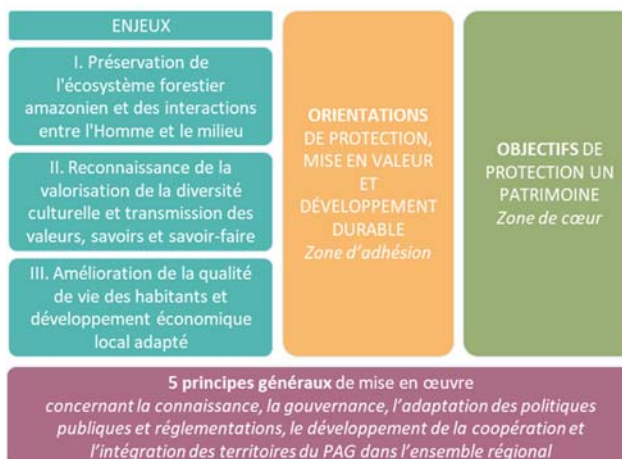 ENJEUX
I. Préservation de
l'écosystème forestier
amazonien et des interactions
entre l'Homme et le milieu
II. Reconnaissance de la
valorisation de la diversité
culturelle et transmission des
valeurs, savoirs et savoir-faire
III. Amélioration de la qualité
de vie des habitants et
développement économique
local adapté
ORIENTATIONS
DE PROTECTION,
MISE EN VALEUR
ET
DÉVELOPPEMENT
DURABLE
Zone d'adhésion
OBJECTIFS DE
PROTECTION UN
PATRIMOINE
Zone de cœur
5 principes généraux de mise en œuvre
concernant la connaissance, la gouvernance, l'adaptation des politiques
publiques et réglementations, le développement de la coopération et
l'intégration des territoires du PAG dans l'ensemble régional